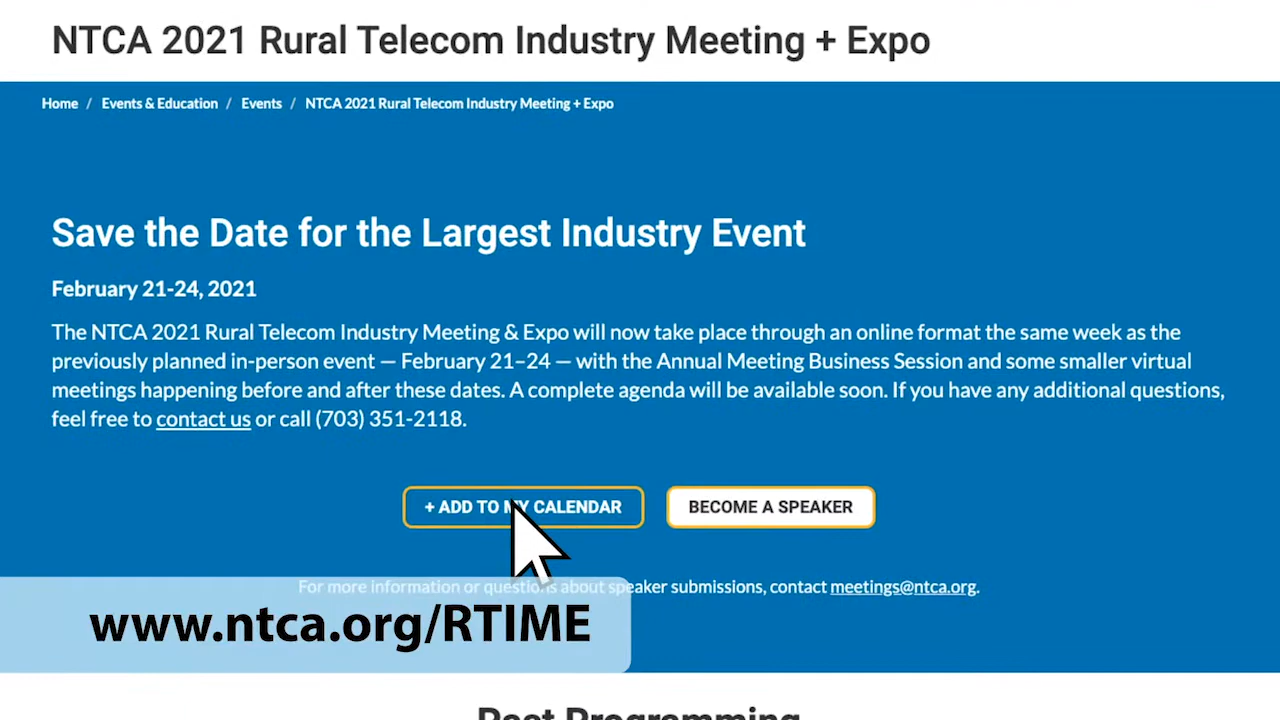 NTCA 2021 Rural Telecom Industry Meeting + Expo
Home / Events & Education / Events / NTCA 2021 Rural Telecom Industry Meeting + Expo
Save the Date for the Largest Industry Event
February 21-24, 2021
The NTCA 2021 Rural Telecom Industry Meeting & Expo will now take place through an online format the same week as the
previously planned in-person event — February 21–24 — with the Annual Meeting Business Session and some smaller virtual
meetings happening before and after these dates. A complete agenda will be available soon. If you have any additional questions,
feel free to contact us or call (703) 351-2118.
+ ADD TO MY CALENDAR
BECOME A SPEAKER
For more information or questions about speaker submissions, contact meetings@ntca.org.
www.ntca.org/RTIME
Past Programming